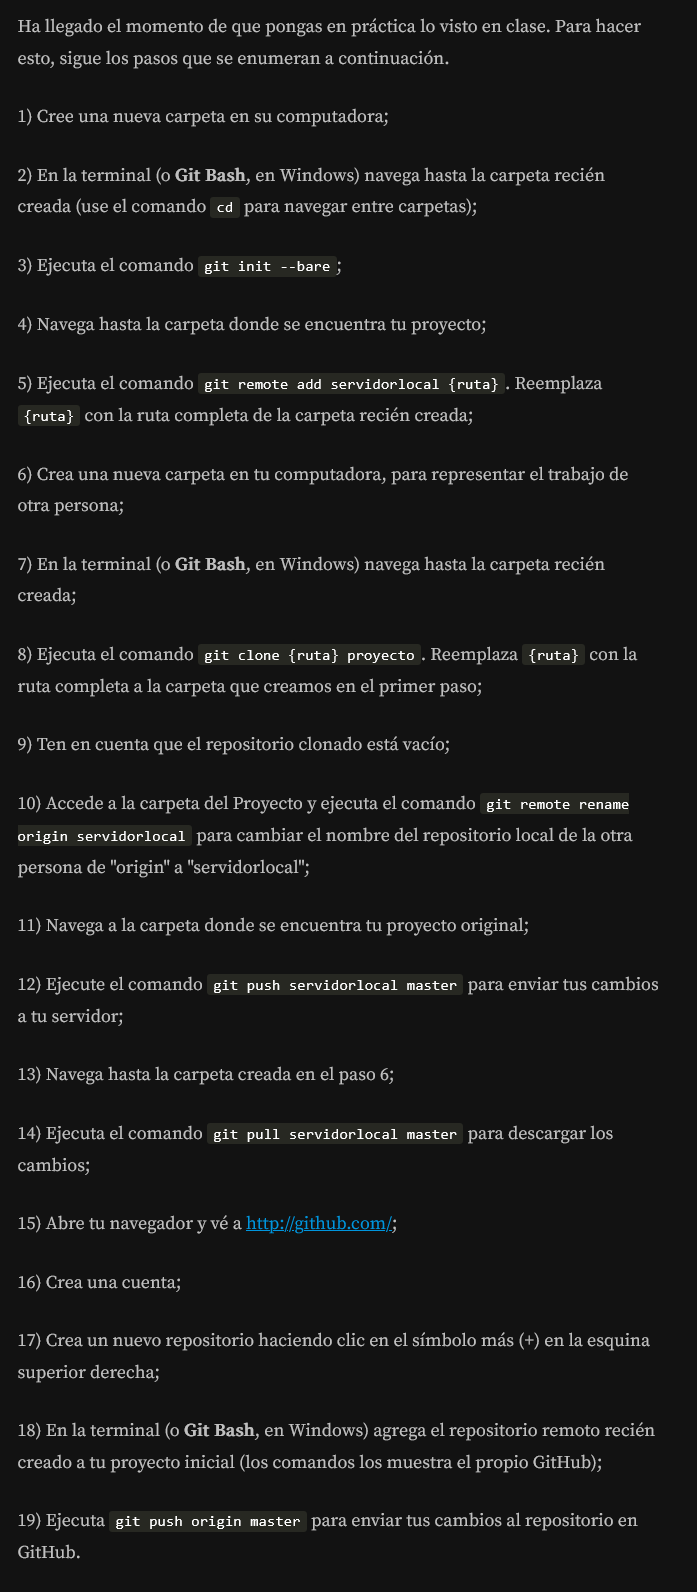 Ha llegado el momento de que pongas en práctica lo visto en clase. Para hacer
esto, sigue los pasos que se enumeran a continuación.
1) Cree una nueva carpeta en su computadora;
2) En la terminal (o Git Bash, en Windows) navega hasta la carpeta recién
creada (use el comando cd para navegar entre carpetas);
3) Ejecuta el comando git init --bare;
4) Navega hasta la carpeta donde se encuentra tu proyecto;
5) Ejecuta el comando git remote add servidorlocal {ruta}. Reemplaza
{ruta} con la ruta completa de la carpeta recién creada;
6) Crea una nueva carpeta en tu computadora, para representar el trabajo de
otra persona;
7) En la terminal (o Git Bash, en Windows) navega hasta la carpeta recién
creada;
8) Ejecuta el comando git clone {ruta} proyecto. Reemplaza {ruta} con la
ruta completa a la carpeta que creamos en el primer paso;
9) Ten en cuenta que el repositorio clonado está vacío;
10) Accede a la carpeta del Proyecto y ejecuta el comando git remote rename
origin servidorlocal para cambiar el nombre del repositorio local de la otra
persona de "origin" a "servidorlocal";
11) Navega a la carpeta donde se encuentra tu proyecto original;
12) Ejecute el comando git push servidorlocal master para enviar tus cambios
a tu servidor;
13) Navega hasta la carpeta creada en el paso 6;
14) Ejecuta el comando git pull servidorlocal master para descargar los
cambios;
15) Abre tu navegador y vé a http://github.com/;
16) Crea una cuenta;
17) Crea un nuevo repositorio haciendo clic en el símbolo más (+) en la esquina
superior derecha;
18) En la terminal (o Git Bash, en Windows) agrega el repositorio remoto recién
creado a tu proyecto inicial (los comandos los muestra el propio GitHub);
19) Ejecuta git push origin master para enviar tus cambios al repositorio en
GitHub.